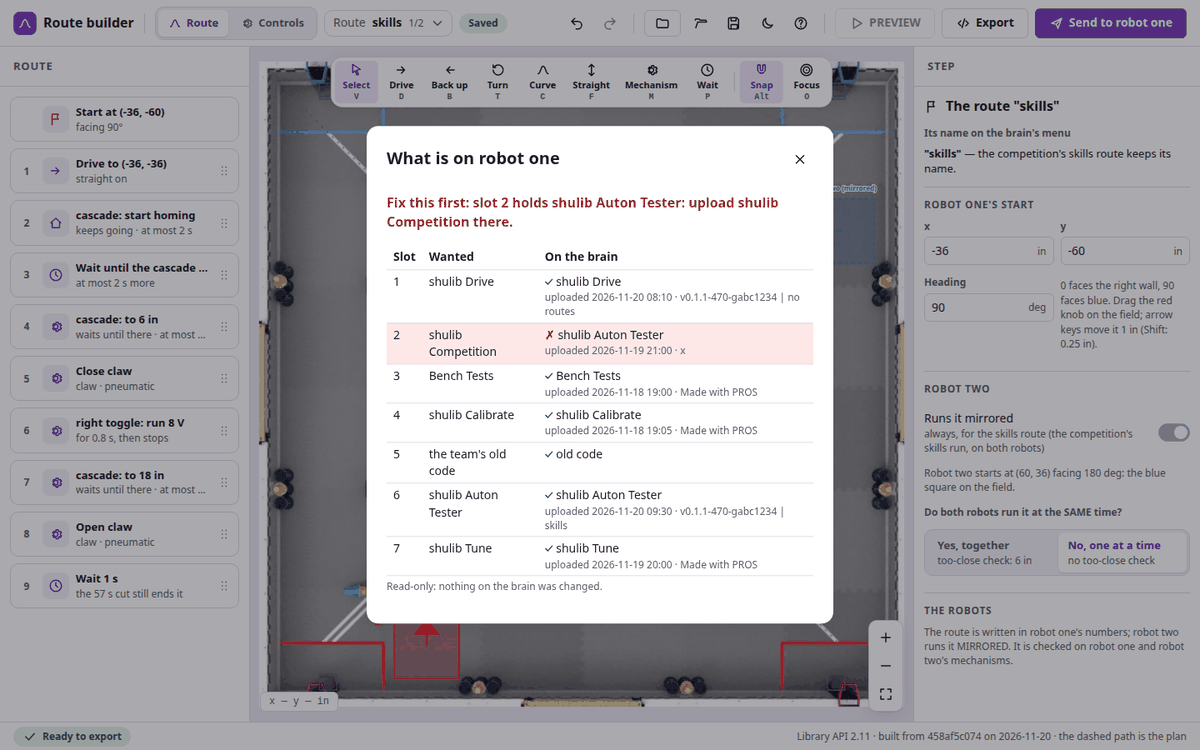 Route builder
Route
Controls
Route skills 1/2
Saved
PREVIEW
Export
Send to robot one
ROUTE
Start at (-36, -60)
facing 90°
1
Drive to (-36, -36)
straight on
2
cascade: start homing
keeps going · at most 2 s
3
Wait until the cascade ...
at most 2 s more
4
cascade: to 6 in
waits until there · at most ...
5
Close claw
claw · pneumatic
6
right toggle: run 8 V
for 0.8 s, then stops
7
cascade: to 18 in
waits until there · at most ...
8
Open claw
claw · pneumatic
9
Wait 1 s
the 57 s cut still ends it
Select Drive Back up Turn Curve Straight Mechanism Wait Snap Focus
V D B T C F M P Alt O
(mirrored)
What is on robot one
Fix this first: slot 2 holds shulib Auton Tester: upload shulib
Competition there.
Slot Wanted On the brain
1 shulib Drive ✓ shulib Drive
uploaded 2026-11-20 08:10 · v0.1.1-470-gabc1234 | no
routes
2 shulib ✗ shulib Auton Tester
Competition uploaded 2026-11-19 21:00 · x
3 Bench Tests ✓ Bench Tests
uploaded 2026-11-18 19:00 · Made with PROS
4 shulib Calibrate ✓ shulib Calibrate
uploaded 2026-11-18 19:05 · Made with PROS
5 the team's old ✓ old code
code
6 shulib Auton ✓ shulib Auton Tester
Tester uploaded 2026-11-20 09:30 · v0.1.1-470-gabc1234 |
skills
7 shulib Tune ✓ shulib Tune
uploaded 2026-11-19 20:00 · Made with PROS
Read-only: nothing on the brain was changed.
x — y — in
+
−
STEP
The route "skills"
Its name on the brain's menu
"skills" — the competition's skills route keeps its
name.
ROBOT ONE'S START
x y
-36 in -60 in
Heading
90 deg
0 faces the right wall, 90
faces blue. Drag the red
knob on the field; arrow
keys move it 1 in (Shift:
0.25 in).
ROBOT TWO
Runs it mirrored
always, for the skills route (the competition's
skills run, on both robots)
Robot two starts at (60, 36) facing 180 deg: the blue
square on the field.
Do both robots run it at the SAME time?
Yes, together
too-close check: 6 in
No, one at a time
no too-close check
THE ROBOTS
The route is written in robot one's numbers; robot two
runs it MIRRORED. It is checked on robot one and robot
two's mechanisms.
Ready to export
Library API 2.11 · built from 458af5c074 on 2026-11-20 · the dashed path is the plan